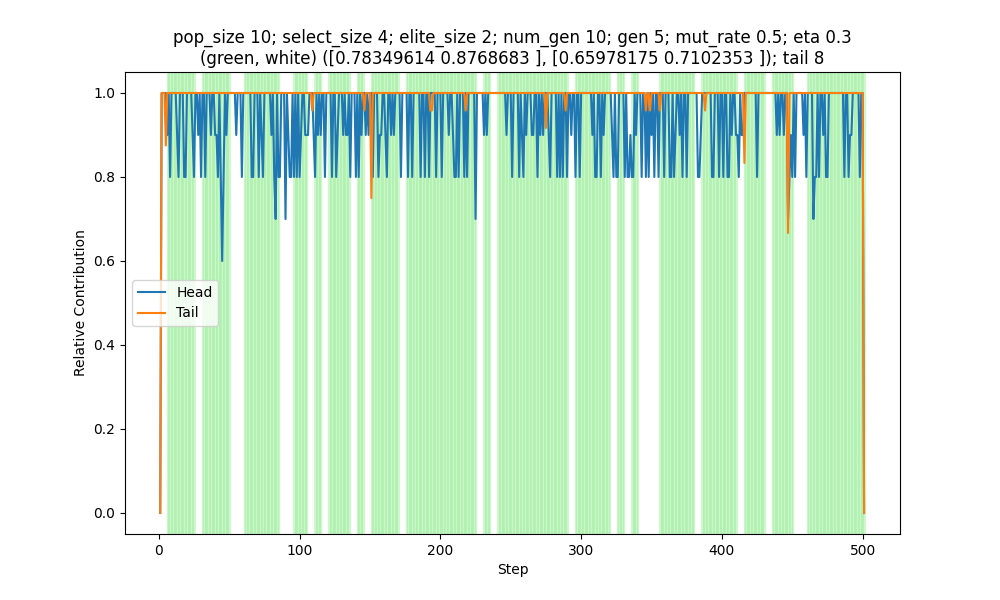 pop_size 10; select_size 4; elite_size 2; num_gen 10; gen 5; mut_rate 0.5; eta 0.3
(green, white) ([0.78349614 0.8768683 ], [0.65978175 0.7102353 ]); tail 8
1.0
0.8
0.6
0.4
0.2
0.0
Relative Contribution
Head
Tail
0 100 200 300 400 500
Step